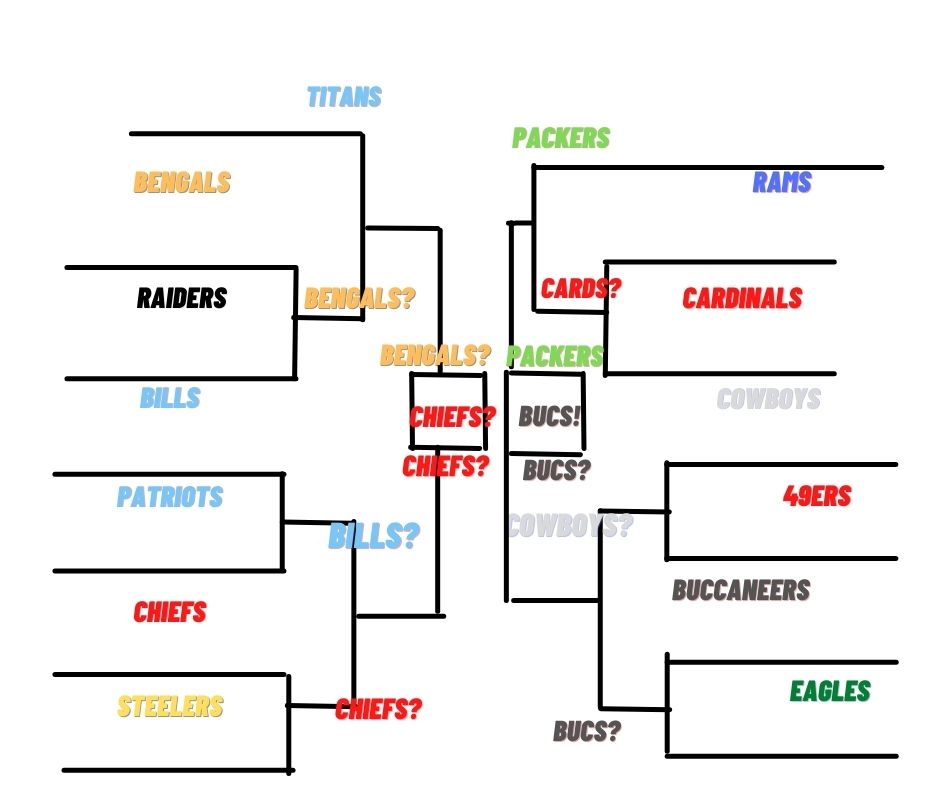 TITANS
BENGALS
RAIDERS
BENGALS?
BILLS
PATRIOTS
BILLS?
CHIEFS
STEELERS
CHIEFS?
BENGALS?
CHIEFS?
CHIEFS?
PACKERS
RAMS
CARDS?
CARDINALS
PACKERS
COWBOYS
BUCS!
BUCS?
49ERS
COWBOYS?
BUCCANEERS
EAGLES
BUCS?